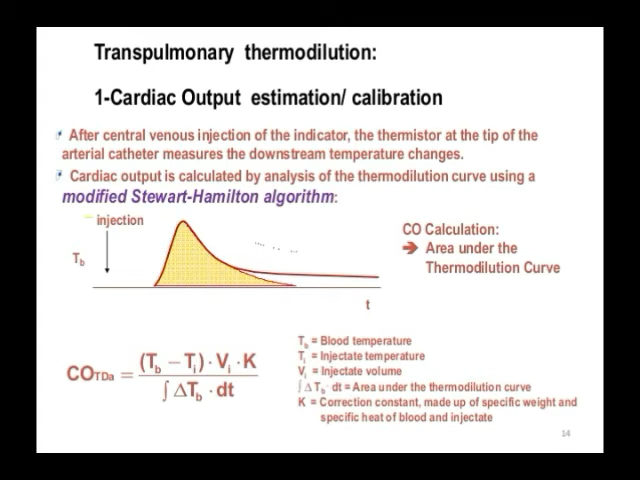 Transpulmonary thermodilution:
1-Cardiac Output estimation/ calibration
After central venous injection of the indicator, the thermistor at the tip of the
arterial catheter measures the downstream temperature changes.
Cardiac output is calculated by analysis of the thermodilution curve using a
modified Stewart-Hamilton algorithm:
injection
Tb
t
CO Calculation:
➔ Area under the
Thermodilution Curve
COTDa = (Tb − Ti) · Vi · K
∫ ΔTb · dt
Tb = Blood temperature
Ti = Injectate temperature
Vi = Injectate volume
∫ Δ Tb · dt = Area under the thermodilution curve
K = Correction constant, made up of specific weight and
specific heat of blood and injectate
14